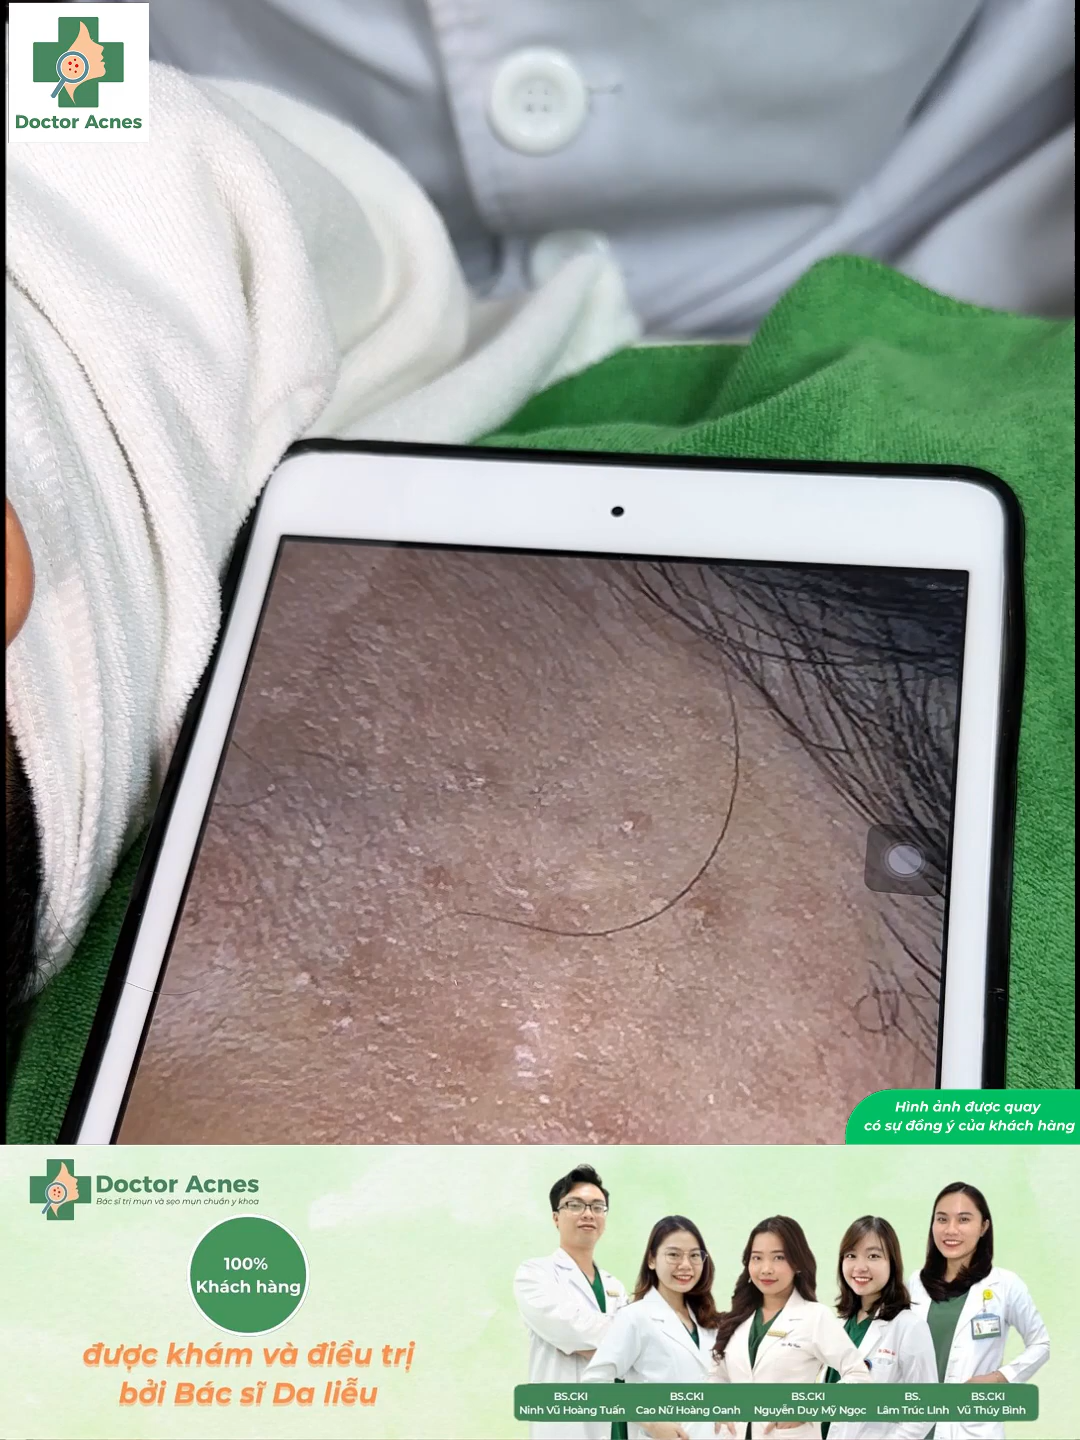 Doctor Acnes
Hình ảnh được quay
có sự đồng ý của khách hàng
Doctor Acnes
Bác sĩ trị mụn và sẹo mụn chuẩn y khoa
100%
Khách hàng
được khám và điều trị
bởi Bác sĩ Da liễu
BS.CKI
Ninh Vũ Hoàng Tuấn
BS.CKI
Cao Nữ Hoàng Oanh
BS.CKI
Nguyễn Duy Mỹ Ngọc
BS.
Lâm Trúc LInh
BS.CKI
Vũ Thúy Bình